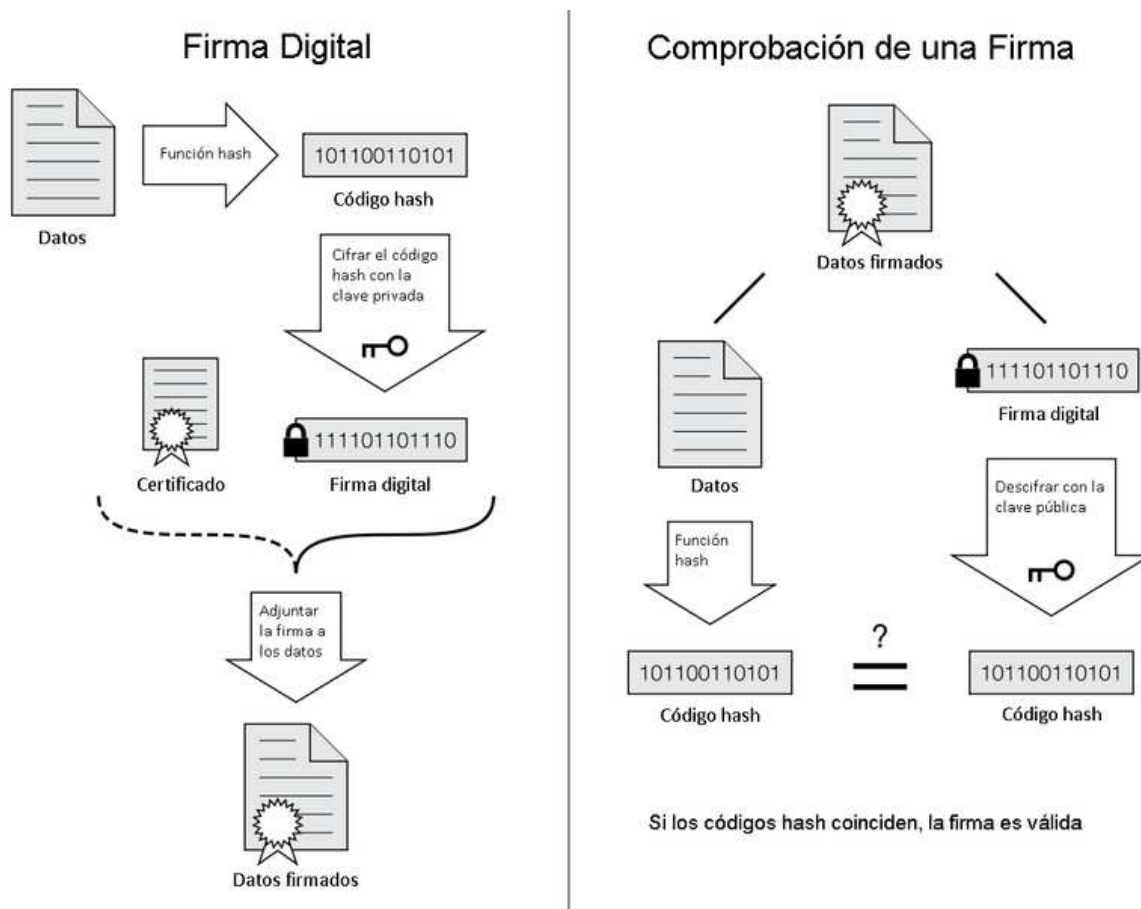 Firma Digital
Función hash
101100110101
Código hash
Datos
Cifrar el código
hash con la
clave privada
111101101110
Certificado
Firma digital
Adjuntar
la firma a
los datos
Datos firmados
Comprobación de una Firma
Datos firmados
111101101110
Firma digital
Datos
Descifrar con la
clave pública
Función
hash
?
101100110101
=
101100110101
Código hash
Código hash
Si los códigos hash coinciden, la firma es válida